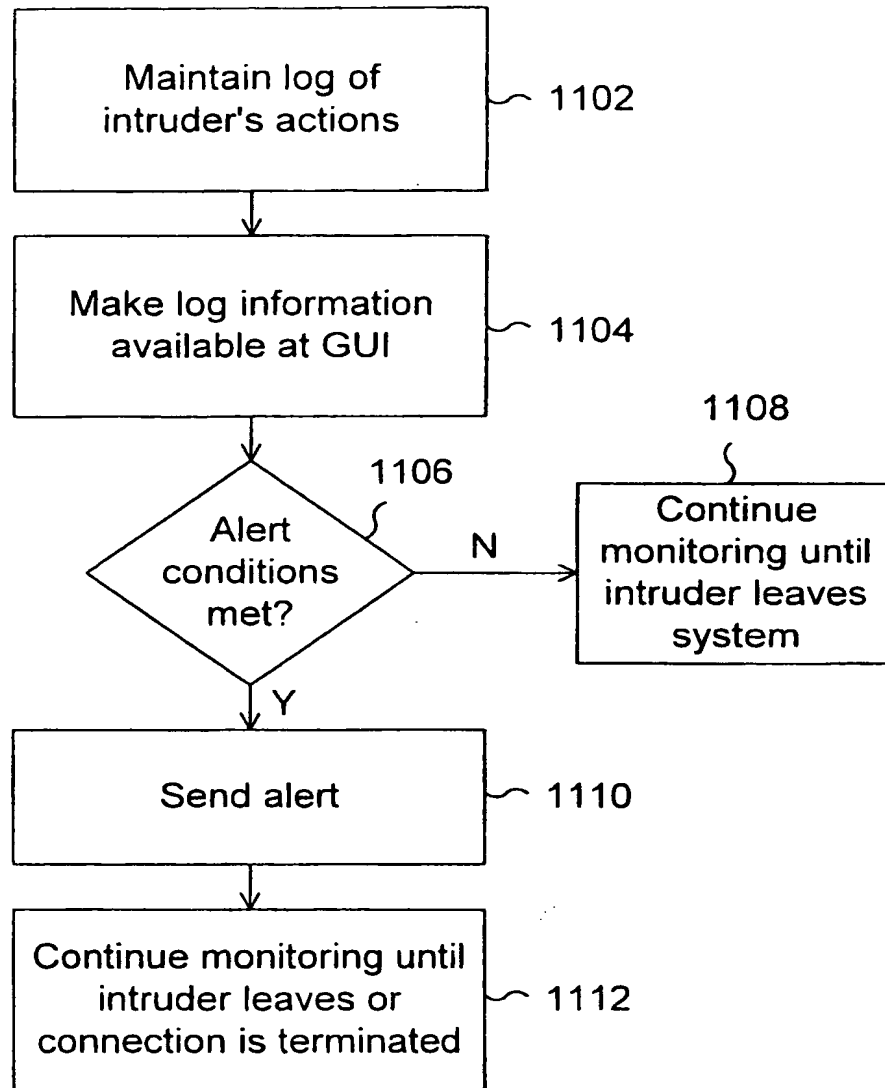 Maintain log of
intruder's actions
1102
Make log information
available at GUI
1104
1106
Alert
conditions
met?
N
1108
Continue
monitoring until
intruder leaves
system
Y
Send alert
1110
Continue monitoring until
intruder leaves or
connection is terminated
1112